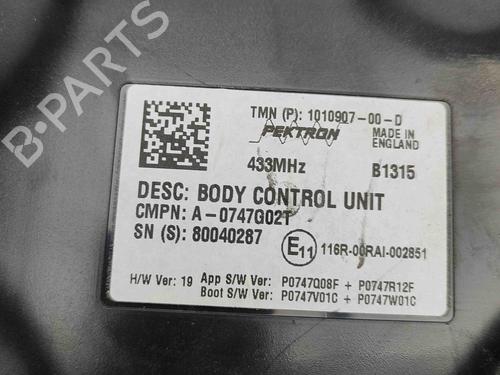 TMN (P): 1010907-00-D
PEKTRON
MADE IN
ENGLAND
433MHz
B1315
DESC: BODY CONTROL UNIT
CMPN: A-0747G02T
SN (S): 80040287
E11
116R-00RAI-002851
H/W Ver: 19 App S/W Ver: P0747Q08F + P0747R12F
Boot S/W Ver: P0747V01C + P0747W01C
B-PARTS